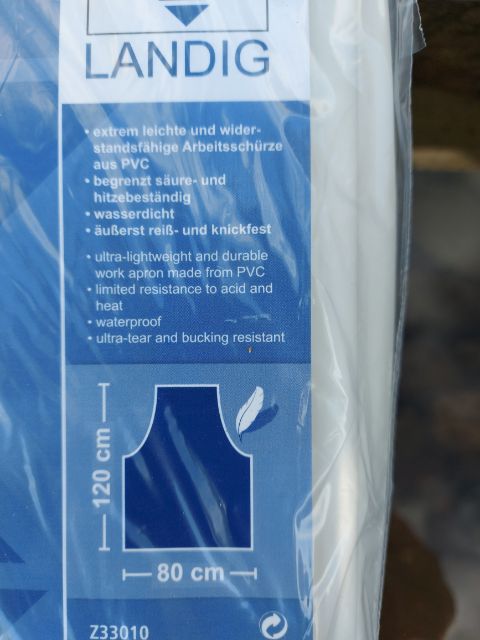 LANDIG
• extrem leichte und wider-
standsfähige Arbeitsschürze
aus PVC
• begrenzt säure- und
hitzebeständig
• wasserdicht
• äußerst reiß- und knickfest
• ultra-lightweight and durable
work apron made from PVC
• limited resistance to acid and
heat
• waterproof
• ultra-tear and bucking resistant
120 cm
80 cm
Z33010